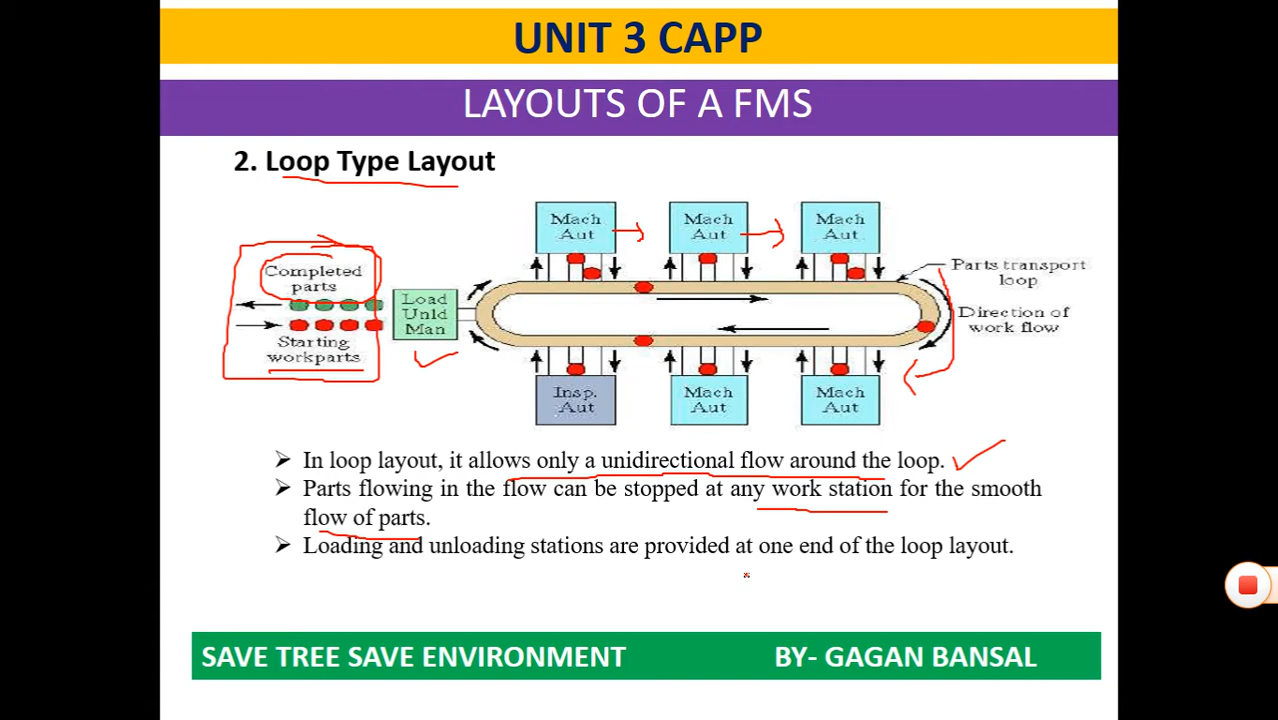 UNIT 3 CAPP
LAYOUTS OF A FMS
2. Loop Type Layout
Mach
Aut
Mach
Aut
Mach
Aut
Completed
parts
Starting
workparts
Load
Unld
Man
Parts transport
loop
Direction of
work flow
Insp.
Aut
Mach
Aut
Mach
Aut
➢ In loop layout, it allows only a unidirectional flow around the loop.
➢ Parts flowing in the flow can be stopped at any work station for the smooth
flow of parts.
➢ Loading and unloading stations are provided at one end of the loop layout.
SAVE TREE SAVE ENVIRONMENT BY- GAGAN BANSAL